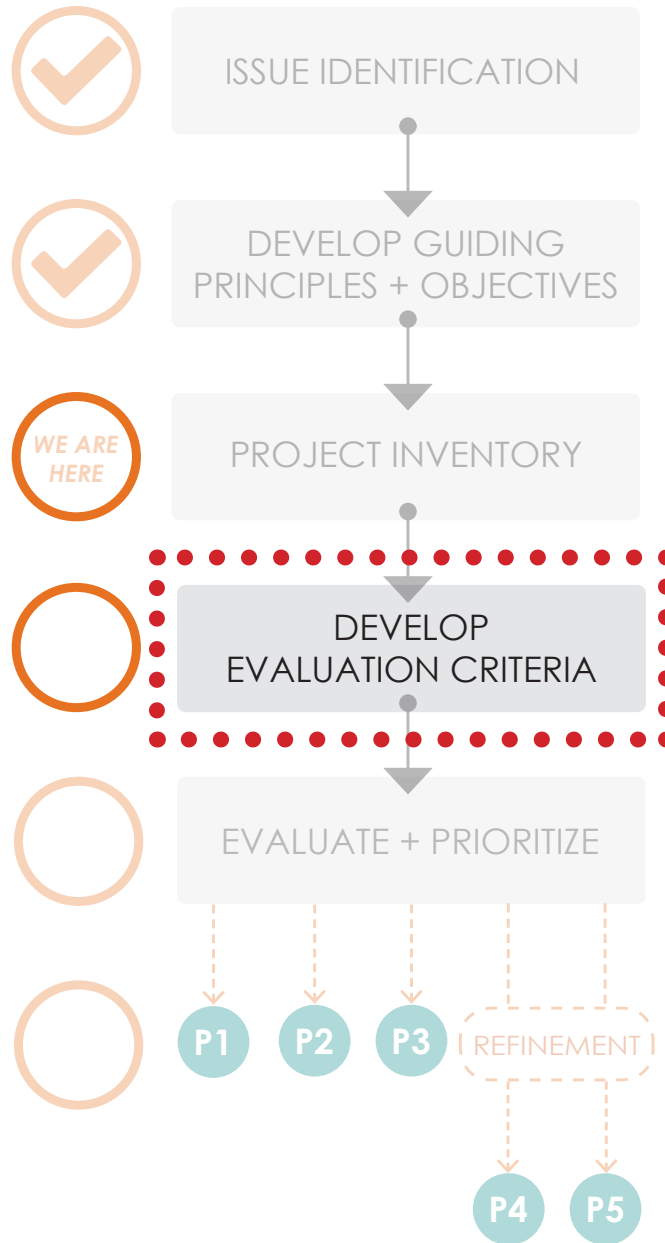 ISSUE IDENTIFICATION
DEVELOP GUIDING
PRINCIPLES + OBJECTIVES
WE ARE
HERE
PROJECT INVENTORY
DEVELOP
EVALUATION CRITERIA
EVALUATE + PRIORITIZE
P1
P2
P3
REFINEMENT
P4
P5